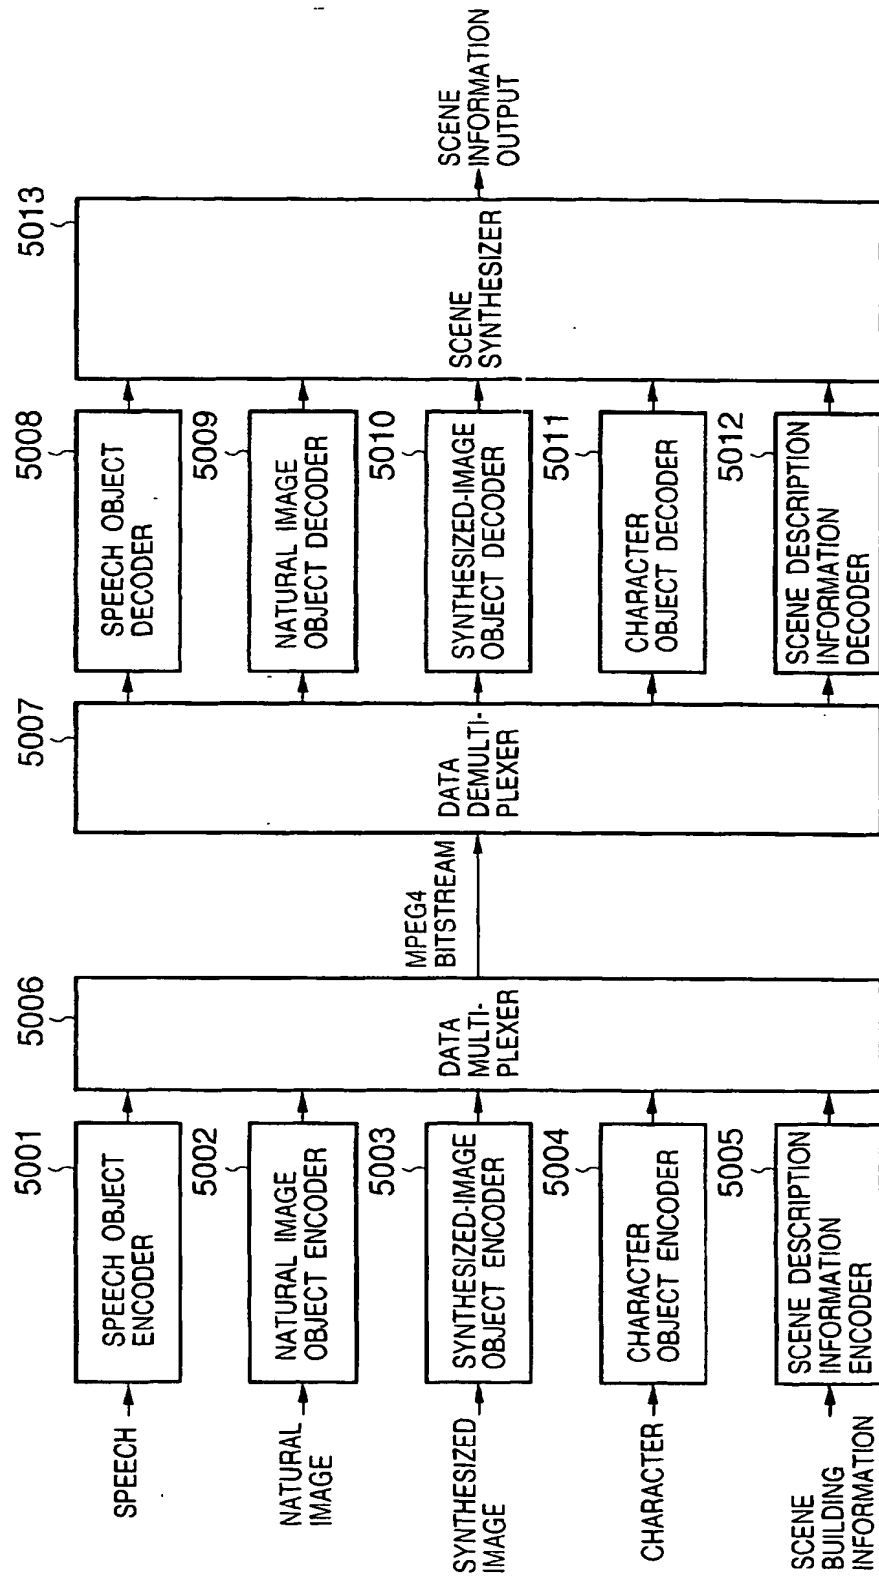 SPEECH
NATURAL
IMAGE
SYNTHESIZED
IMAGE
CHARACTER
SCENE
BUILDING
INFORMATION
5001
SPEECH OBJECT
ENCODER
5002
NATURAL IMAGE
OBJECT ENCODER
5003
SYNTHESIZED-IMAGE
OBJECT ENCODER
5004
CHARACTER
OBJECT ENCODER
5005
SCENE DESCRIPTION
INFORMATION
ENCODER
5006
DATA
MULTI-
PLEXER
MPEG4
BITSTREAM
5007
DATA
DEMULTI-
PLEXER
5008
SPEECH OBJECT
DECODER
5009
NATURAL IMAGE
OBJECT DECODER
5010
SYNTHESIZED-IMAGE
OBJECT DECODER
5011
CHARACTER
OBJECT DECODER
5012
SCENE DESCRIPTION
INFORMATION
DECODER
5013
SCENE
SYNTHESIZER
SCENE
INFORMATION
OUTPUT